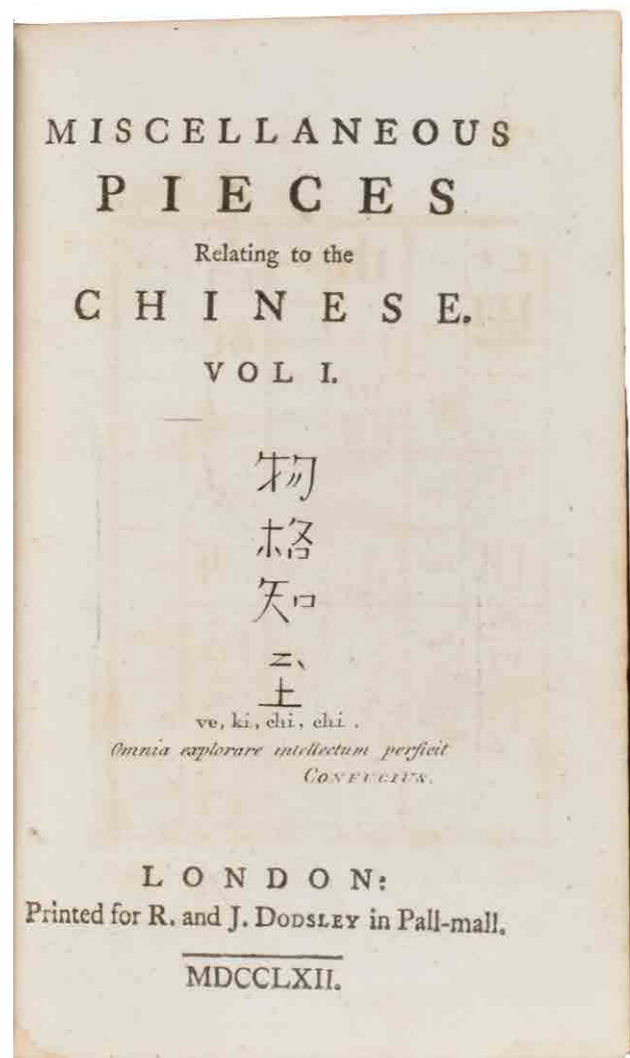 MISCELLANEOUS
PIECES
Relating to the
CHINESE.
VOL I.
物
格
知
至
ve, ki, chi, chi.
Omnia explorare intellectum perficit
CONFUCIUS.
LONDON:
Printed for R. and J. DODSLEY in Pall-mall.
MDCCLXII.